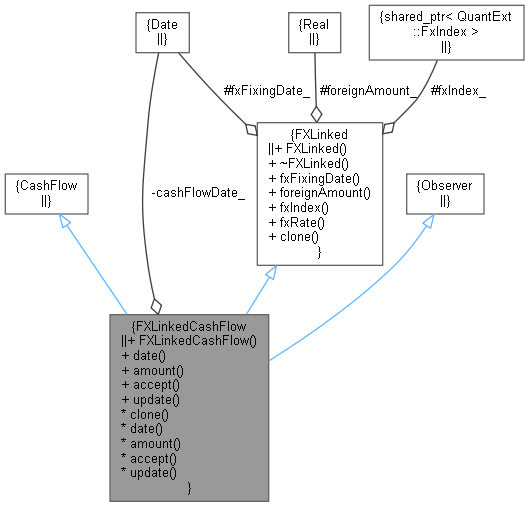 {Date
||}
{Real
||}
{shared_ptr< QuantExt
::FxIndex >
||}
#fxFixingDate_
#foreignAmount_
#fxIndex_
{FXLinked
||+ FXLinked()
+ ~FXLinked()
+ fxFixingDate()
+ foreignAmount()
+ fxIndex()
+ fxRate()
+ clone()
}
{CashFlow
||}
-cashFlowDate_
{Observer
||}
{FXLinkedCashFlow
||+ FXLinkedCashFlow()
+ date()
+ amount()
+ accept()
+ update()
* clone()
* date()
* amount()
* accept()
* update()
}